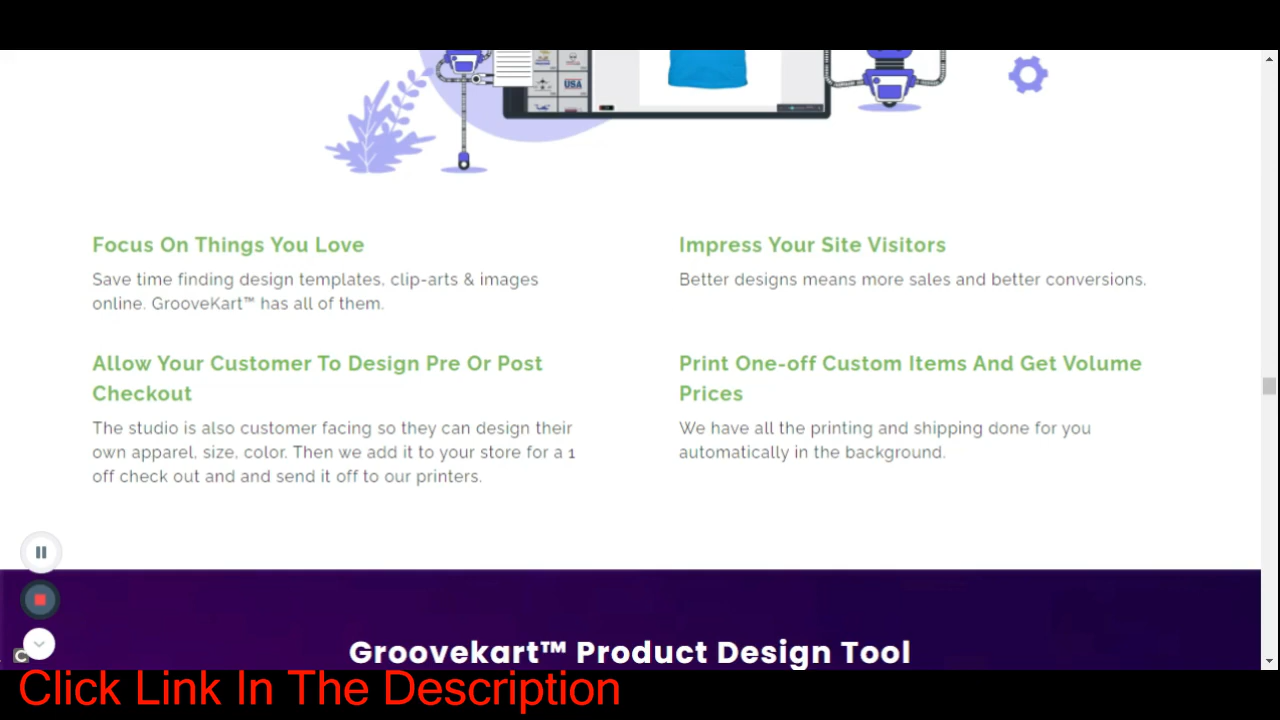 USA
Focus On Things You Love
Save time finding design templates, clip-arts & images
online. GrooveKart™ has all of them.
Impress Your Site Visitors
Better designs means more sales and better conversions.
Allow Your Customer To Design Pre Or Post
Checkout
The studio is also customer facing so they can design their
own apparel, size, color. Then we add it to your store for a 1
off check out and and send it off to our printers.
Print One-off Custom Items And Get Volume
Prices
We have all the printing and shipping done for you
automatically in the background.
Groovekart™ Product Design Tool
C
Click Link In The Description